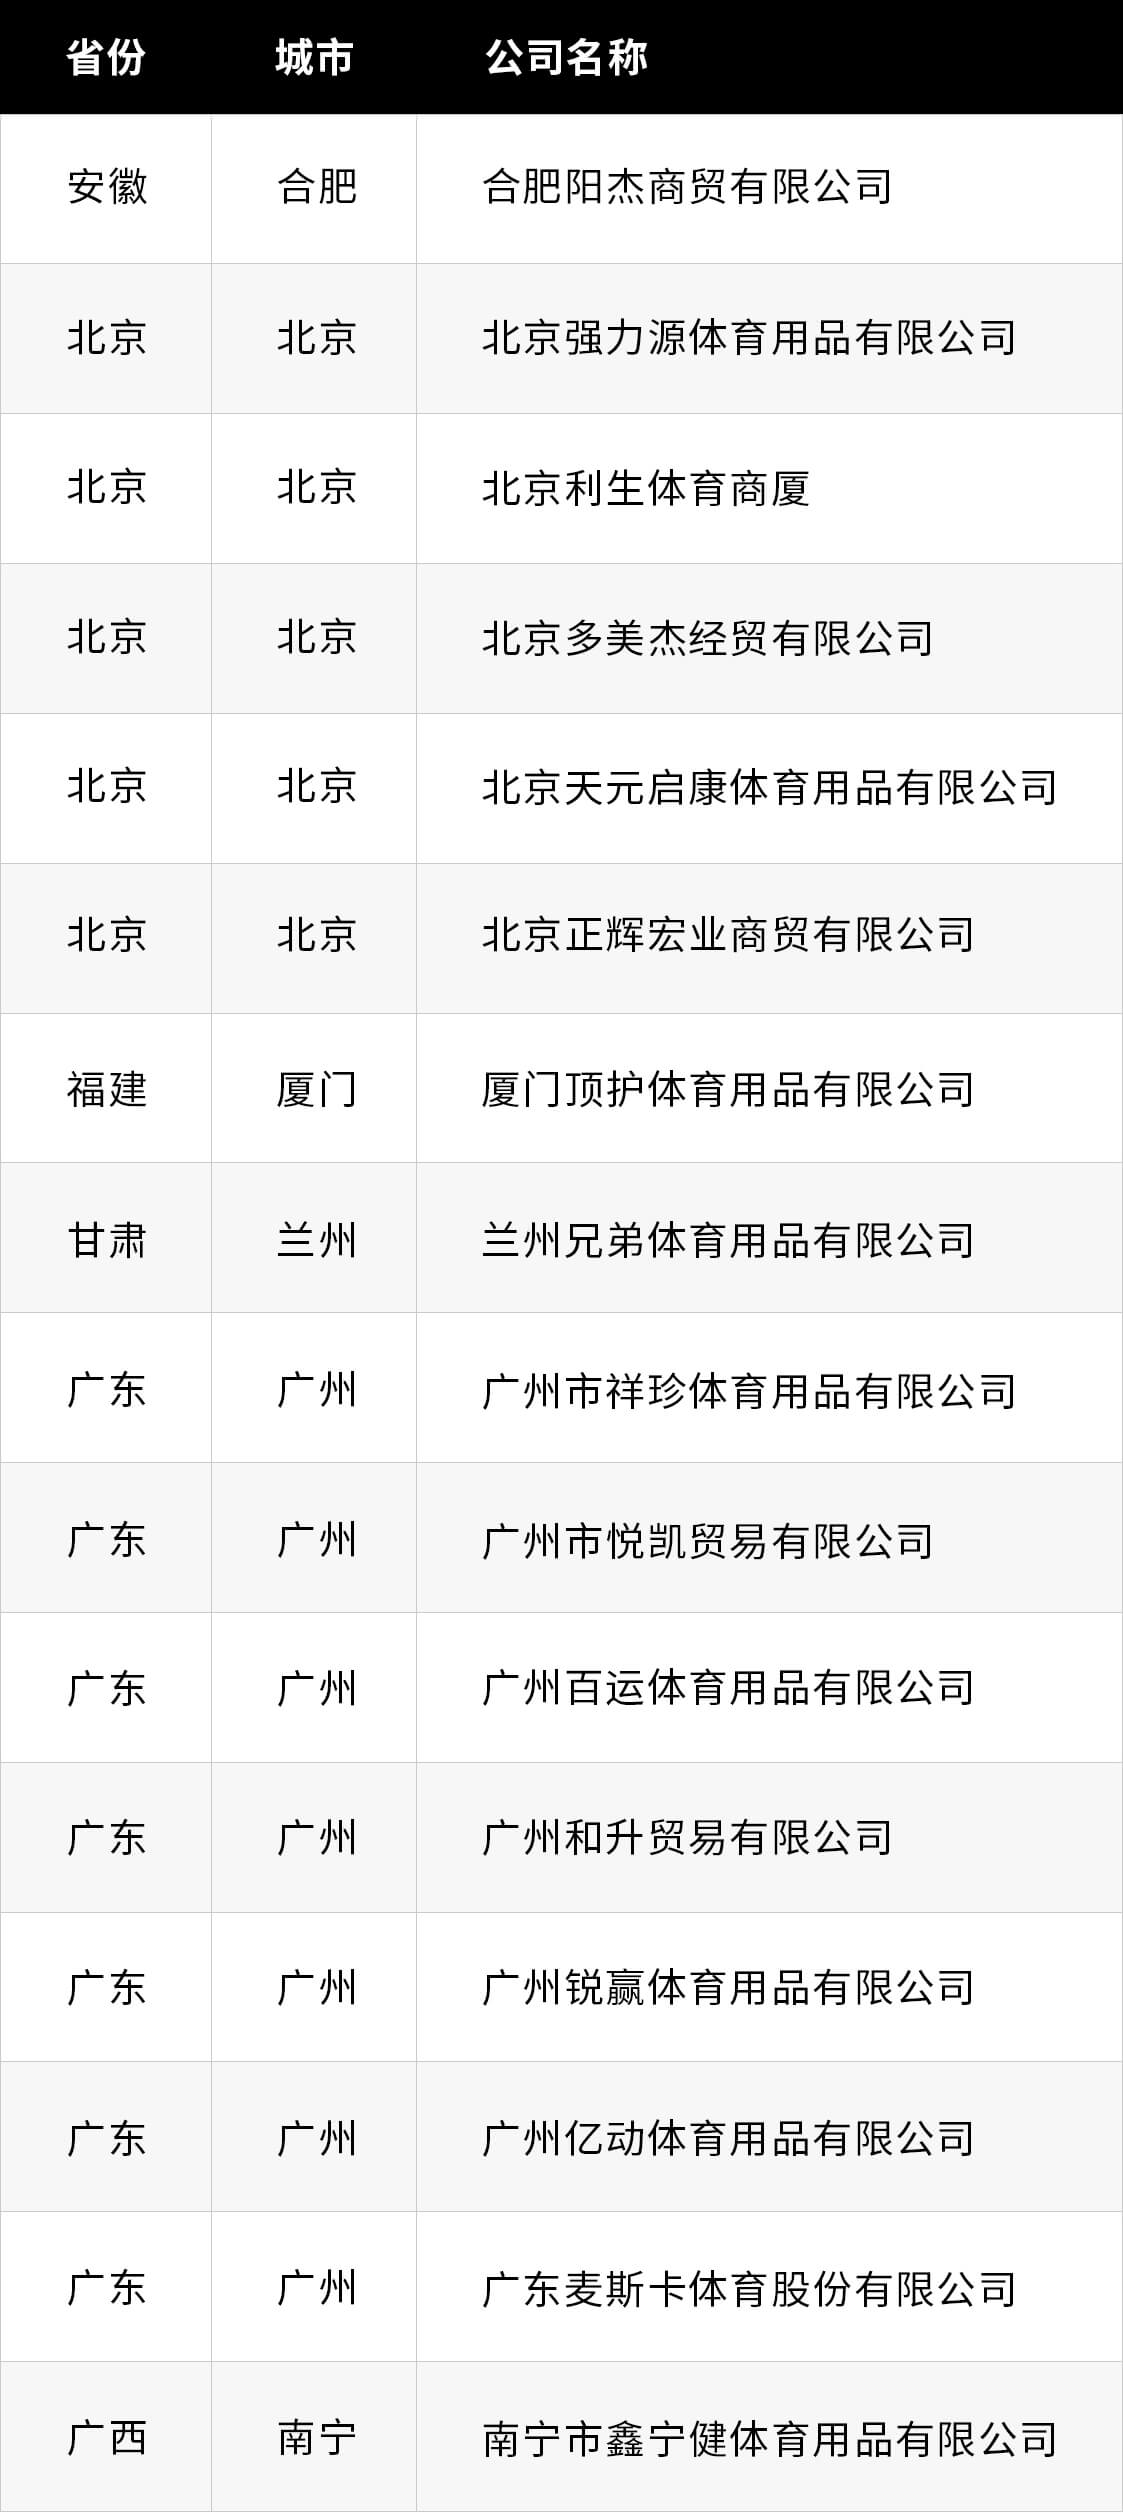 省份 城市 公司名称
安徽 合肥 合肥阳杰商贸有限公司
北京 北京 北京强力源体育用品有限公司
北京 北京 北京利生体育商厦
北京 北京 北京多美杰经贸有限公司
北京 北京 北京天元启康体育用品有限公司
北京 北京 北京正辉宏业商贸有限公司
福建 厦门 厦门顶护体育用品有限公司
甘肃 兰州 兰州兄弟体育用品有限公司
广东 广州 广州市祥珍体育用品有限公司
广东 广州 广州市悦凯贸易有限公司
广东 广州 广州百运体育用品有限公司
广东 广州 广州和升贸易有限公司
广东 广州 广州锐赢体育用品有限公司
广东 广州 广州亿动体育用品有限公司
广东 广州 广东麦斯卡体育股份有限公司
广西 南宁 南宁市鑫宁健体育用品有限公司